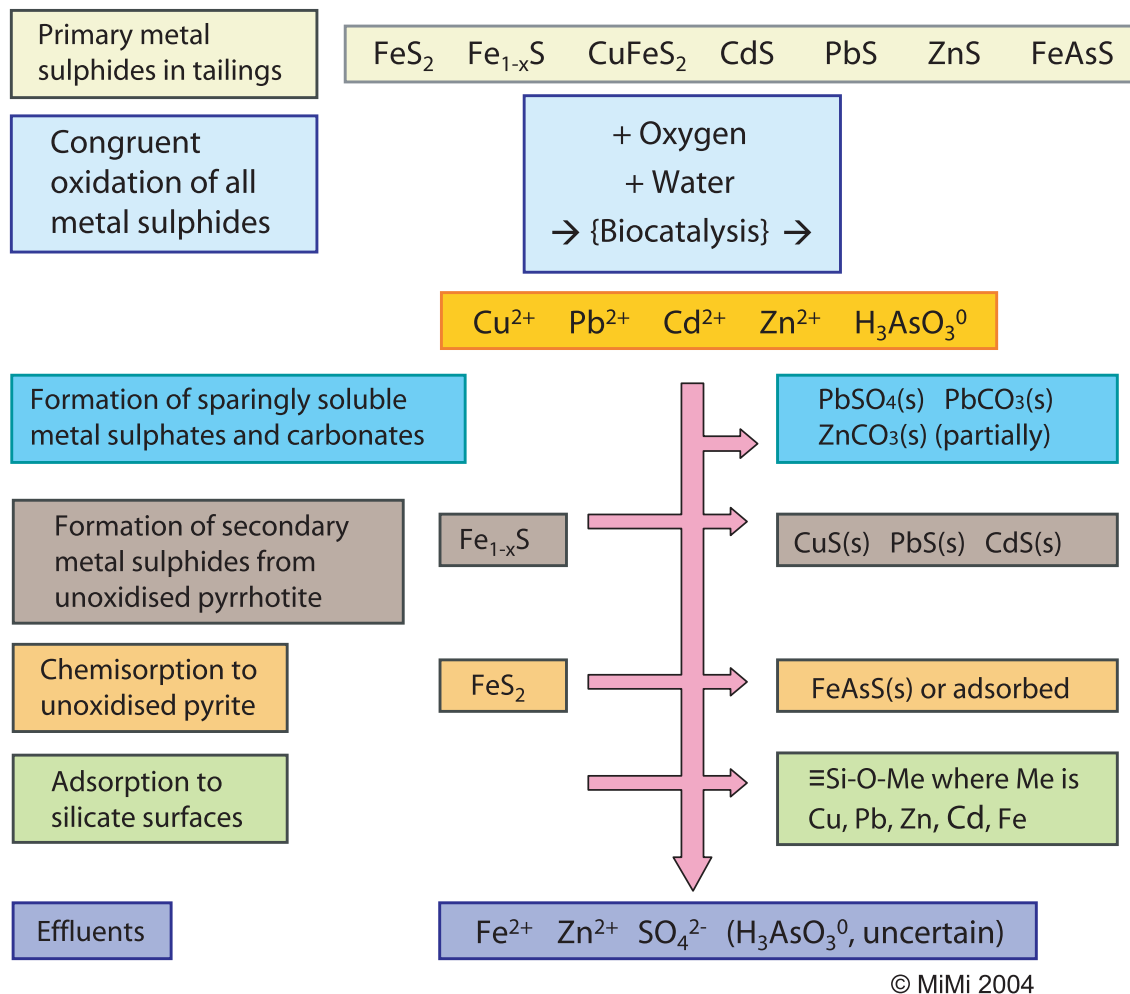 Primary metal
sulphides in tailings
FeS₂ Fe₁₋ₓS CuFeS₂ CdS PbS ZnS FeAsS
Congruent
oxidation of all
metal sulphides
+ Oxygen
+ Water
→ {Biocatalysis} →
Cu²⁺ Pb²⁺ Cd²⁺ Zn²⁺ H₃AsO₃⁰
Formation of sparingly soluble
metal sulphates and carbonates
PbSO₄(s) PbCO₃(s)
ZnCO₃(s) (partially)
Formation of secondary
metal sulphides from
unoxidised pyrrhotite
Fe₁₋ₓS
CuS(s) PbS(s) CdS(s)
Chemisorption to
unoxidised pyrite
FeS₂
FeAsS(s) or adsorbed
Adsorption to
silicate surfaces
≡Si-O-Me where Me is
Cu, Pb, Zn, Cd, Fe
Effluents
Fe²⁺ Zn²⁺ SO₄²⁻ (H₃AsO₃⁰, uncertain)
© MiMi 2004